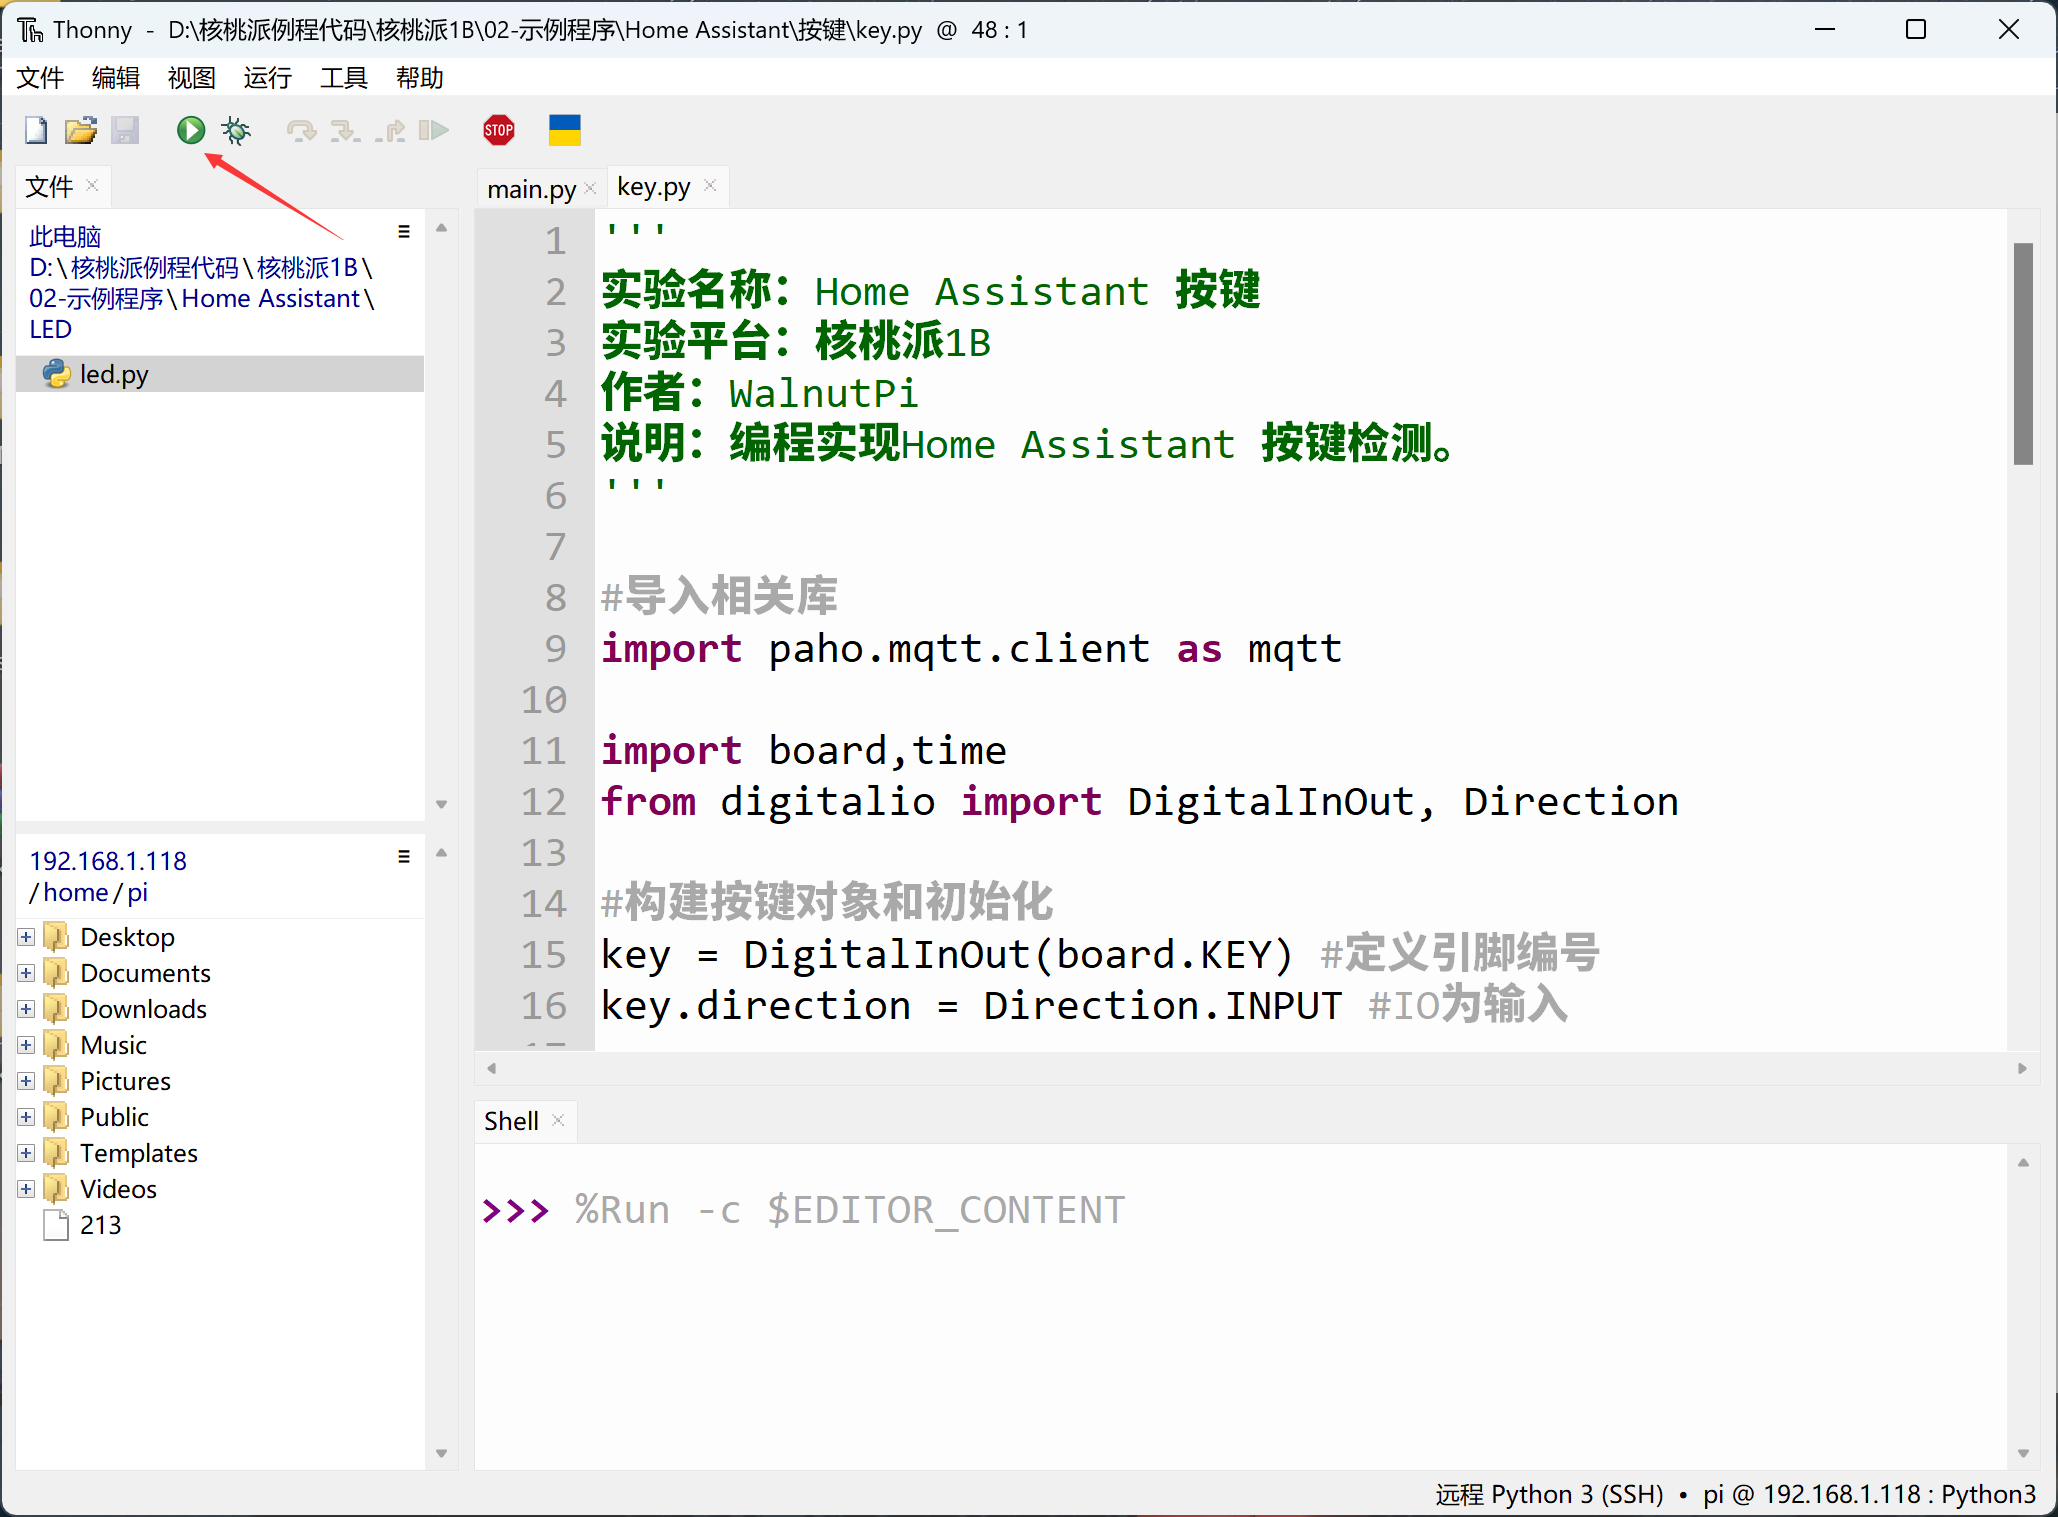 Thonny - D:\核桃派例程代码\核桃派1B\02-示例程序\Home Assistant\按键\key.py @ 48 : 1
文件 编辑 视图 运行 工具 帮助
STOP
文件
此电脑
D:\核桃派例程代码\核桃派1B\
02-示例程序\Home Assistant\
LED
led.py
192.168.1.118
/home/pi
Desktop
Documents
Downloads
Music
Pictures
Public
Templates
Videos
213
main.py key.py
1 '''
2 实验名称：Home Assistant 按键
3 实验平台：核桃派1B
4 作者：WalnutPi
5 说明：编程实现Home Assistant 按键检测。
6 '''
7
8 #导入相关库
9 import paho.mqtt.client as mqtt
10
11 import board,time
12 from digitalio import DigitalInOut, Direction
13
14 #构建按键对象和初始化
15 key = DigitalInOut(board.KEY) #定义引脚编号
16 key.direction = Direction.INPUT #IO为输入
Shell
>>> %Run -c $EDITOR_CONTENT
远程 Python 3 (SSH) • pi @ 192.168.1.118 : Python3